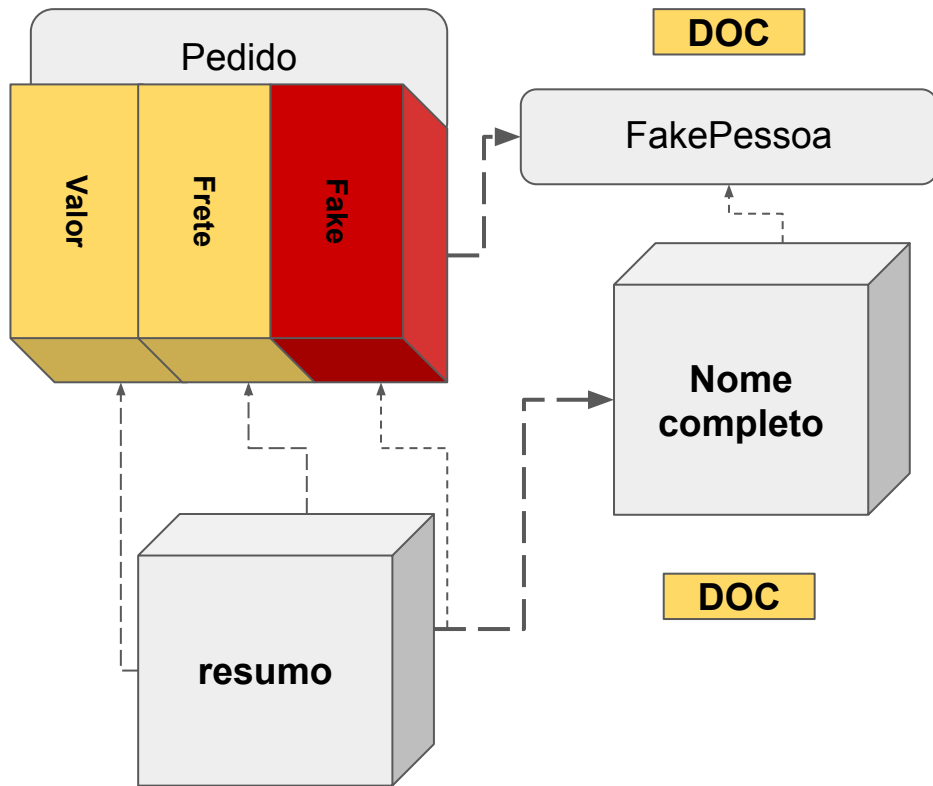 Pedido
DOC
FakePessoa
Valor
Frete
Fake
Nome
completo
DOC
resumo